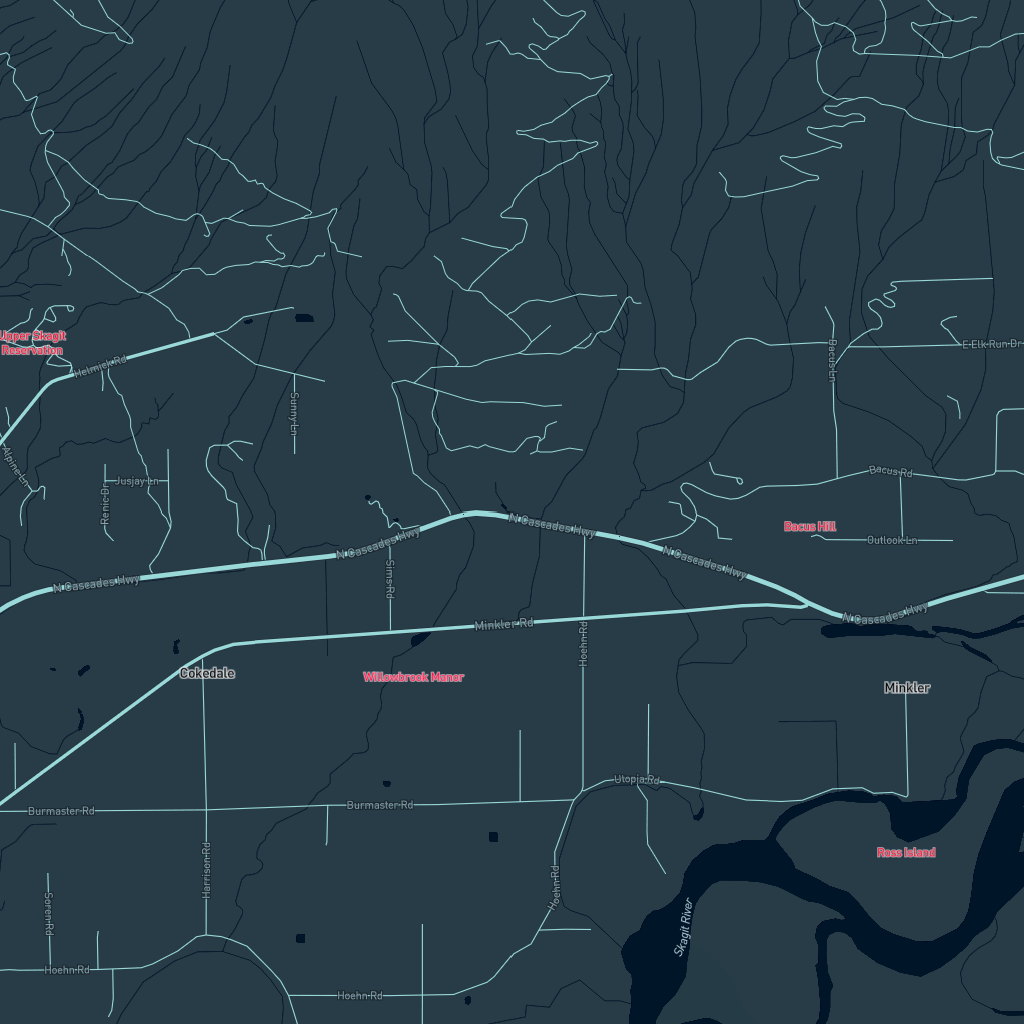 Upper Skagit
Reservation
Helmick Rd
Bacus Ln
E Elk Run Dr
Sunny Ln
Alpine Ln
Jusjay Ln
Renic Dr
Bacus Rd
N Cascades Hwy
N Cascades Hwy
Bacus Hill
Outlook Ln
N Cascades Hwy
N Cascades Hwy
Sims Rd
N Cascades Hwy
Minkler Rd
Hoehn Rd
Cokedale
Willowbrook Manor
Minkler
Utopia Rd
Burmaster Rd
Burmaster Rd
Harrison Rd
Ross Island
Hoehn Rd
Soren Rd
Skagit River
Hoehn Rd
Hoehn Rd